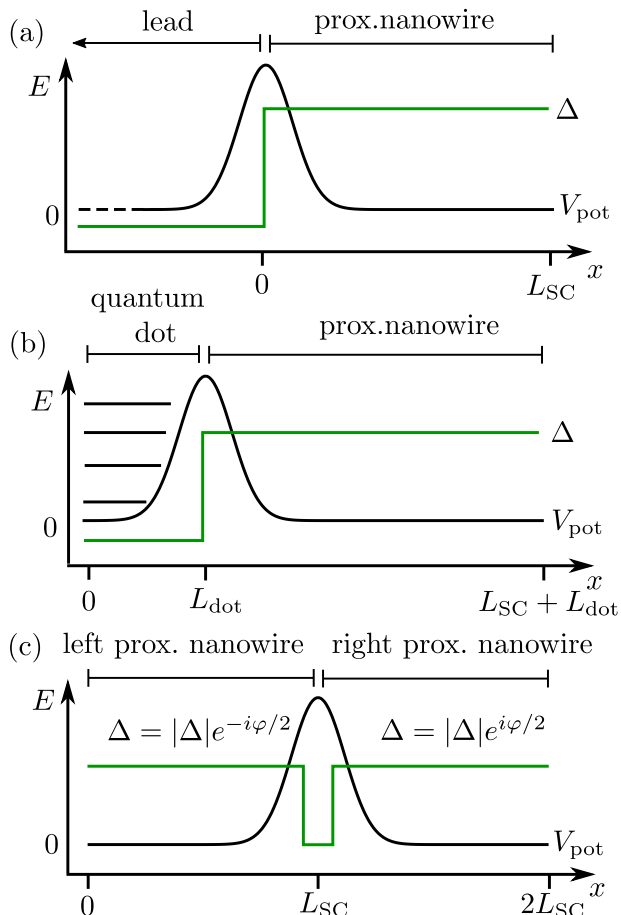 (a) lead prox.nanowire
E
Δ
0 V_pot
0 L_SC x
quantum
(b) dot prox.nanowire
E
Δ
0 V_pot
x
0 L_dot L_SC + L_dot
(c) left prox. nanowire right prox. nanowire
E
Δ = |Δ|e^{-iφ/2} Δ = |Δ|e^{iφ/2}
0 V_pot
x
0 L_SC 2L_SC